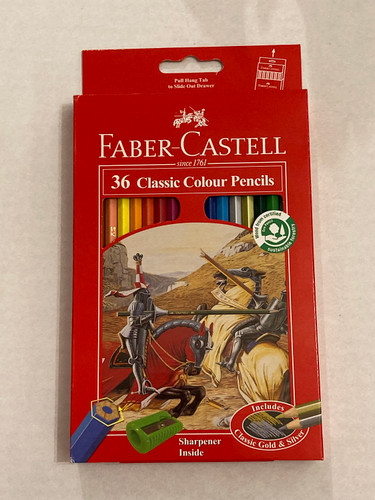 Pull Hang Tab
to Slide Out Drawer
FABER-CASTELL
since 1761
36 Classic Colour Pencils
Sharpener
Inside
Includes
Classic Gold & Silver